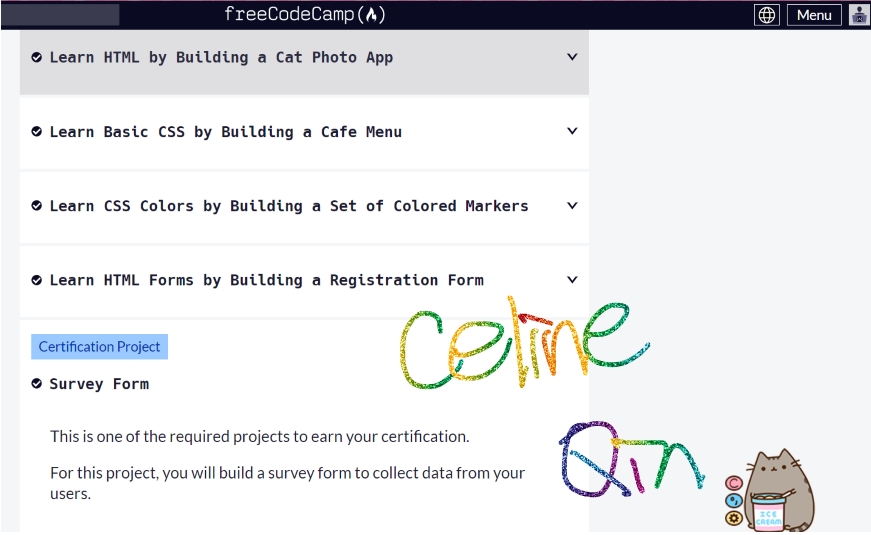 freeCodeCamp(🔥)
Menu
Learn HTML by Building a Cat Photo App
Learn Basic CSS by Building a Cafe Menu
Learn CSS Colors by Building a Set of Colored Markers
Learn HTML Forms by Building a Registration Form
Celine
Certification Project
Survey Form
This is one of the required projects to earn your certification.
Qin
For this project, you will build a survey form to collect data from your
users.
ICE
CREAM